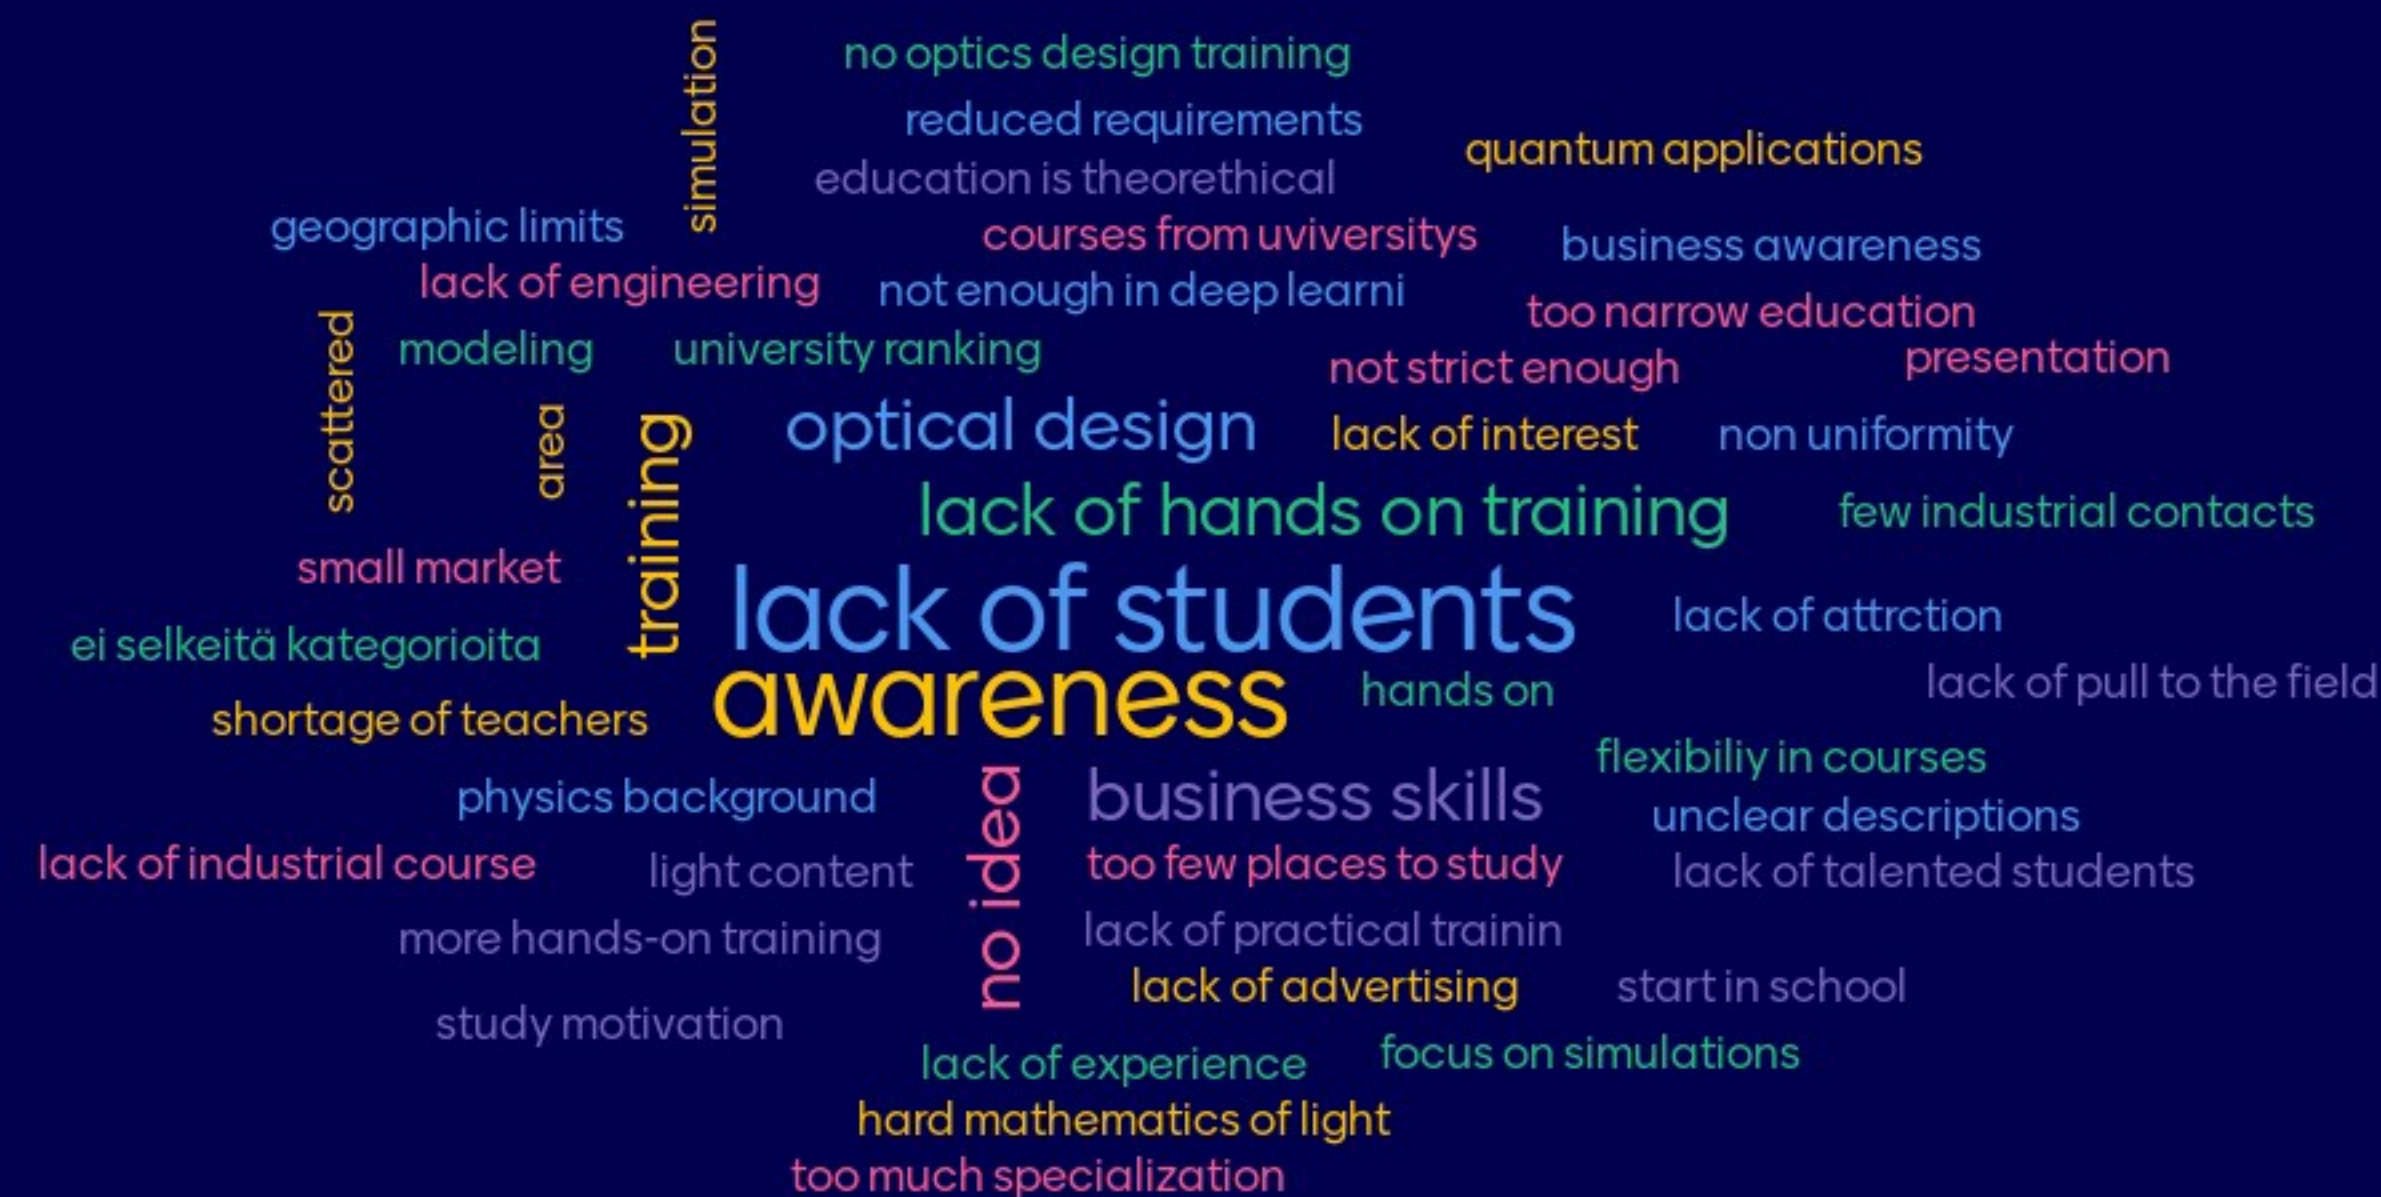 simulation
no optics design training
reduced requirements
quantum applications
education is theorethical
geographic limits
courses from uviversitys
business awareness
lack of engineering
not enough in deep learni
too narrow education
scattered
modeling
university ranking
not strict enough
presentation
area
training
optical design
lack of interest
non uniformity
lack of hands on training
few industrial contacts
small market
lack of students
lack of attrction
ei selkeitä kategorioita
awareness
hands on
lack of pull to the field
shortage of teachers
no idea
business skills
flexibiliy in courses
physics background
unclear descriptions
lack of industrial course
light content
too few places to study
lack of talented students
more hands-on training
lack of practical trainin
lack of advertising
start in school
study motivation
lack of experience
focus on simulations
hard mathematics of light
too much specialization